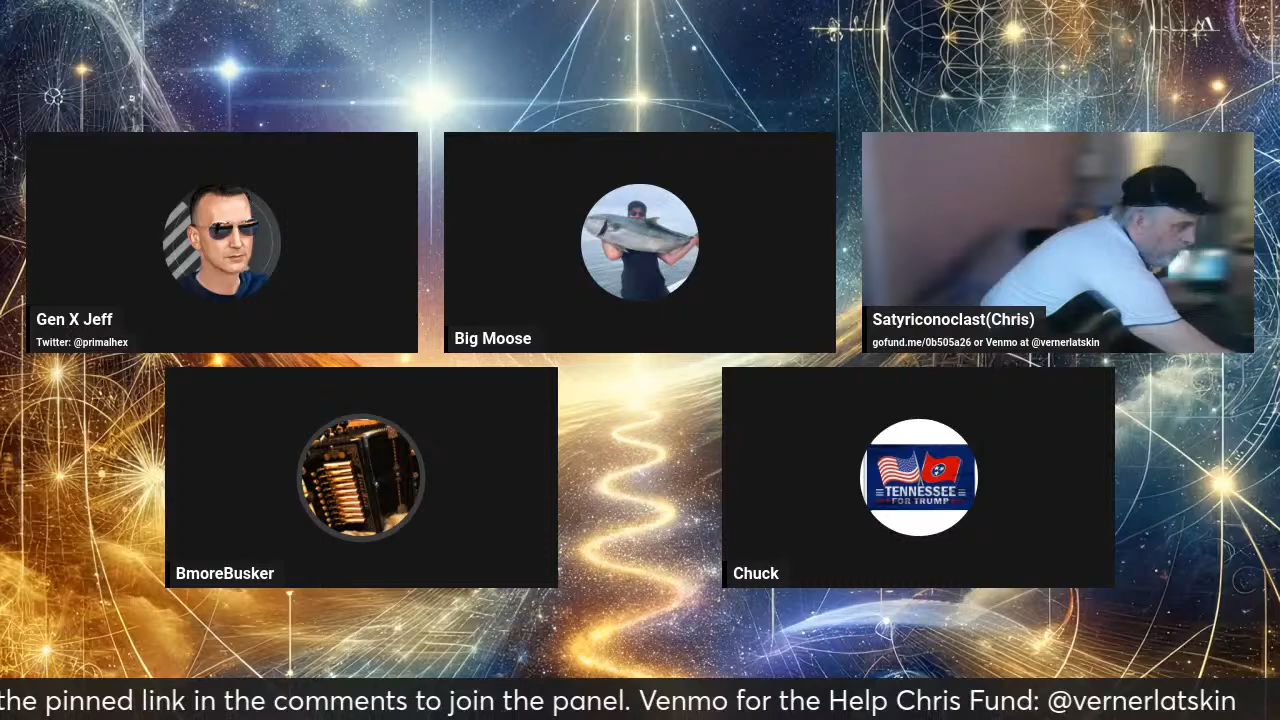 Gen X Jeff
Twitter: @primalhex
Big Moose
Satyriconoclast(Chris)
gofund.me/0b505a26 or Venmo at @vernerlatskin
BmoreBusker
TENNESSEE
FOR TRUMP
Chuck
the pinned link in the comments to join the panel. Venmo for the Help Chris Fund: @vernerlatskin